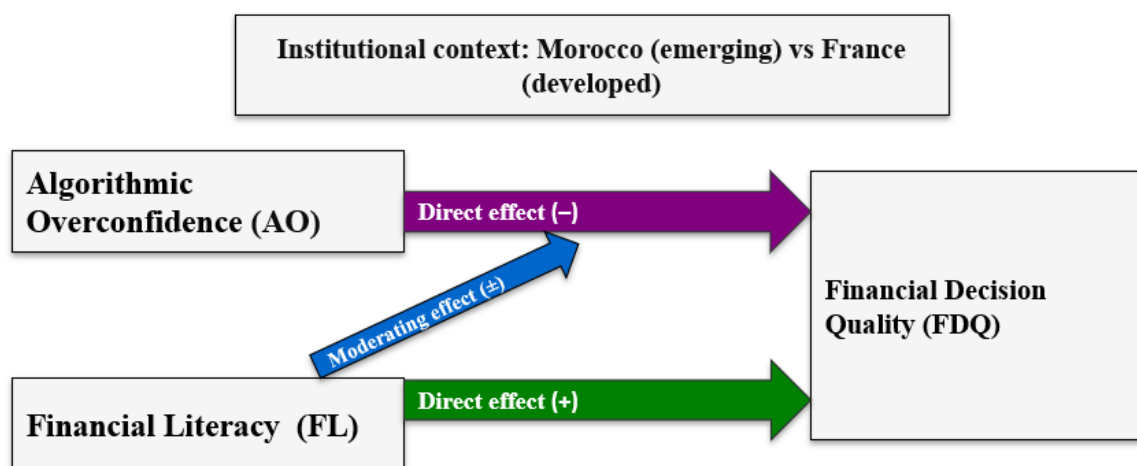 Institutional context: Morocco (emerging) vs France
(developed)
Algorithmic
Overconfidence (AO)
Direct effect (–)
Moderating effect (±)
Financial Decision
Quality (FDQ)
Financial Literacy  (FL)
Direct effect (+)